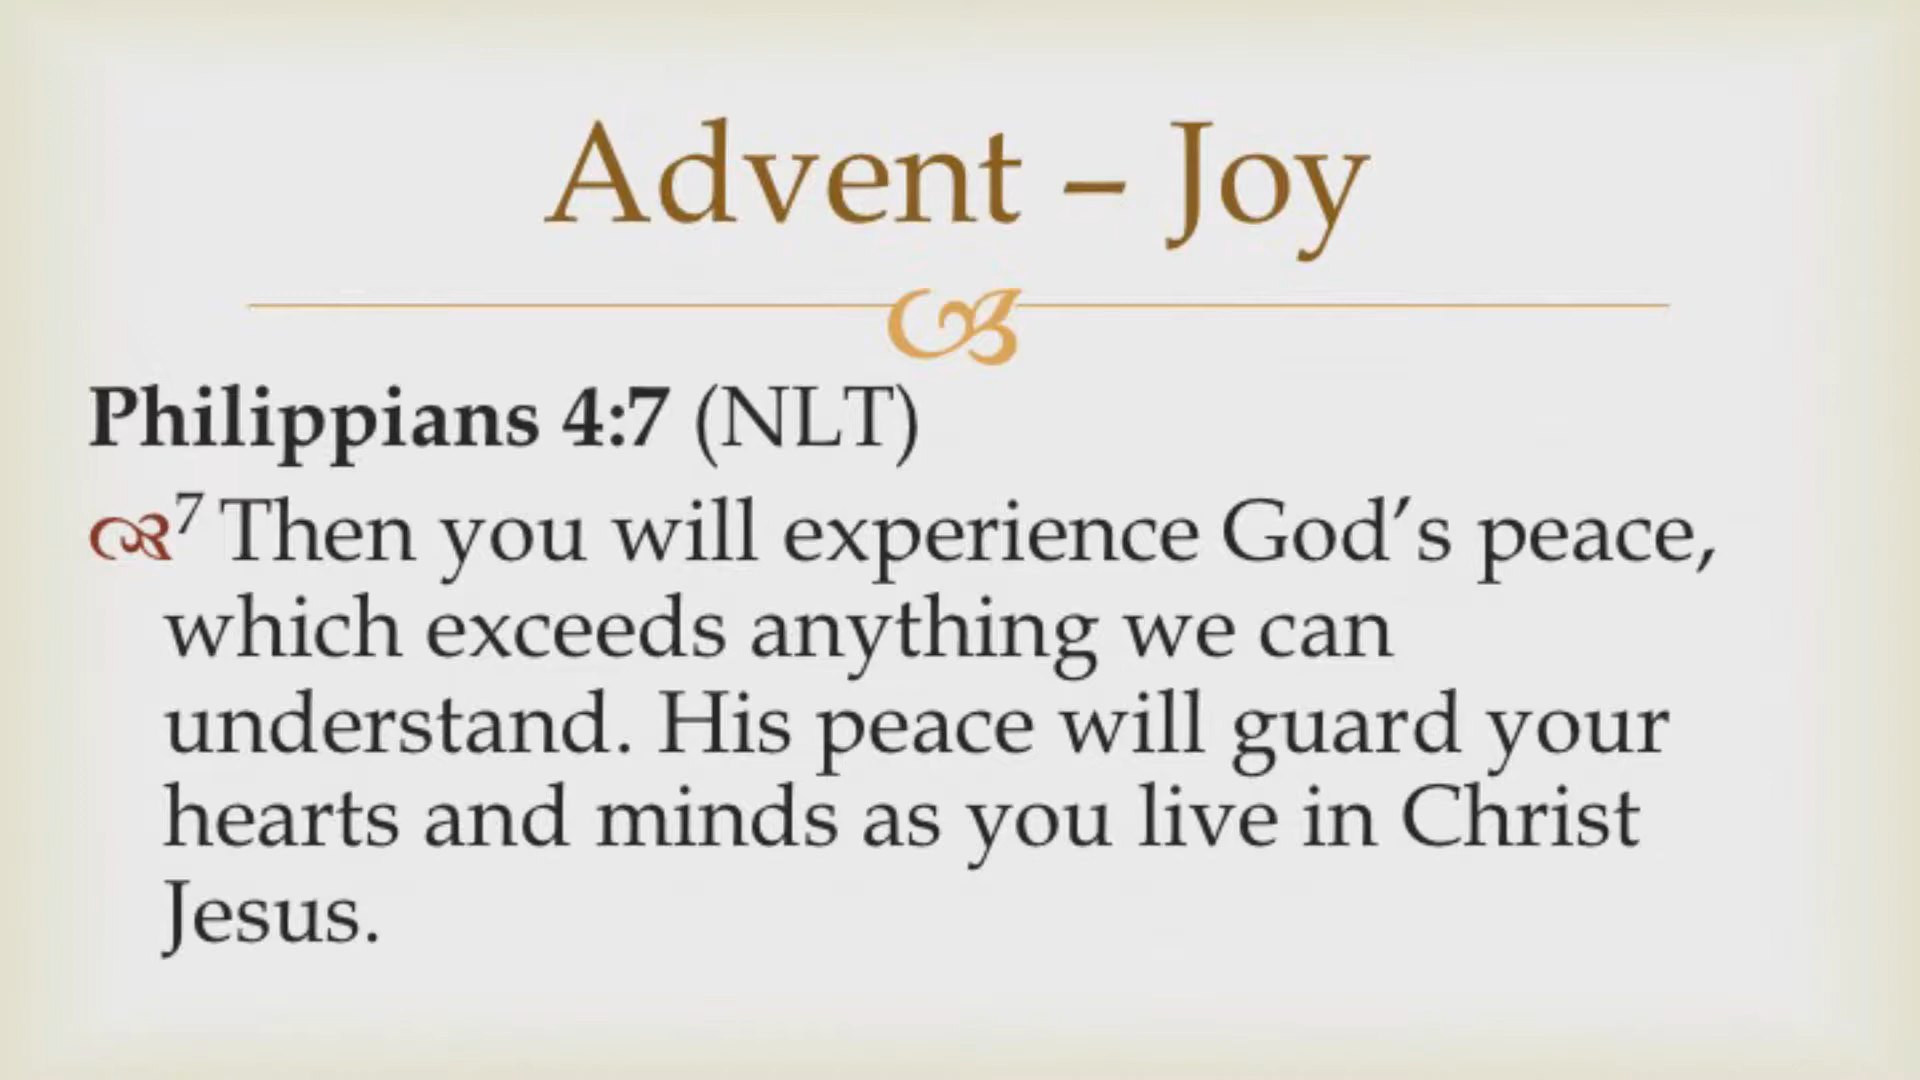 Advent – Joy
Philippians 4:7 (NLT)
7 Then you will experience God’s peace,
which exceeds anything we can
understand. His peace will guard your
hearts and minds as you live in Christ
Jesus.